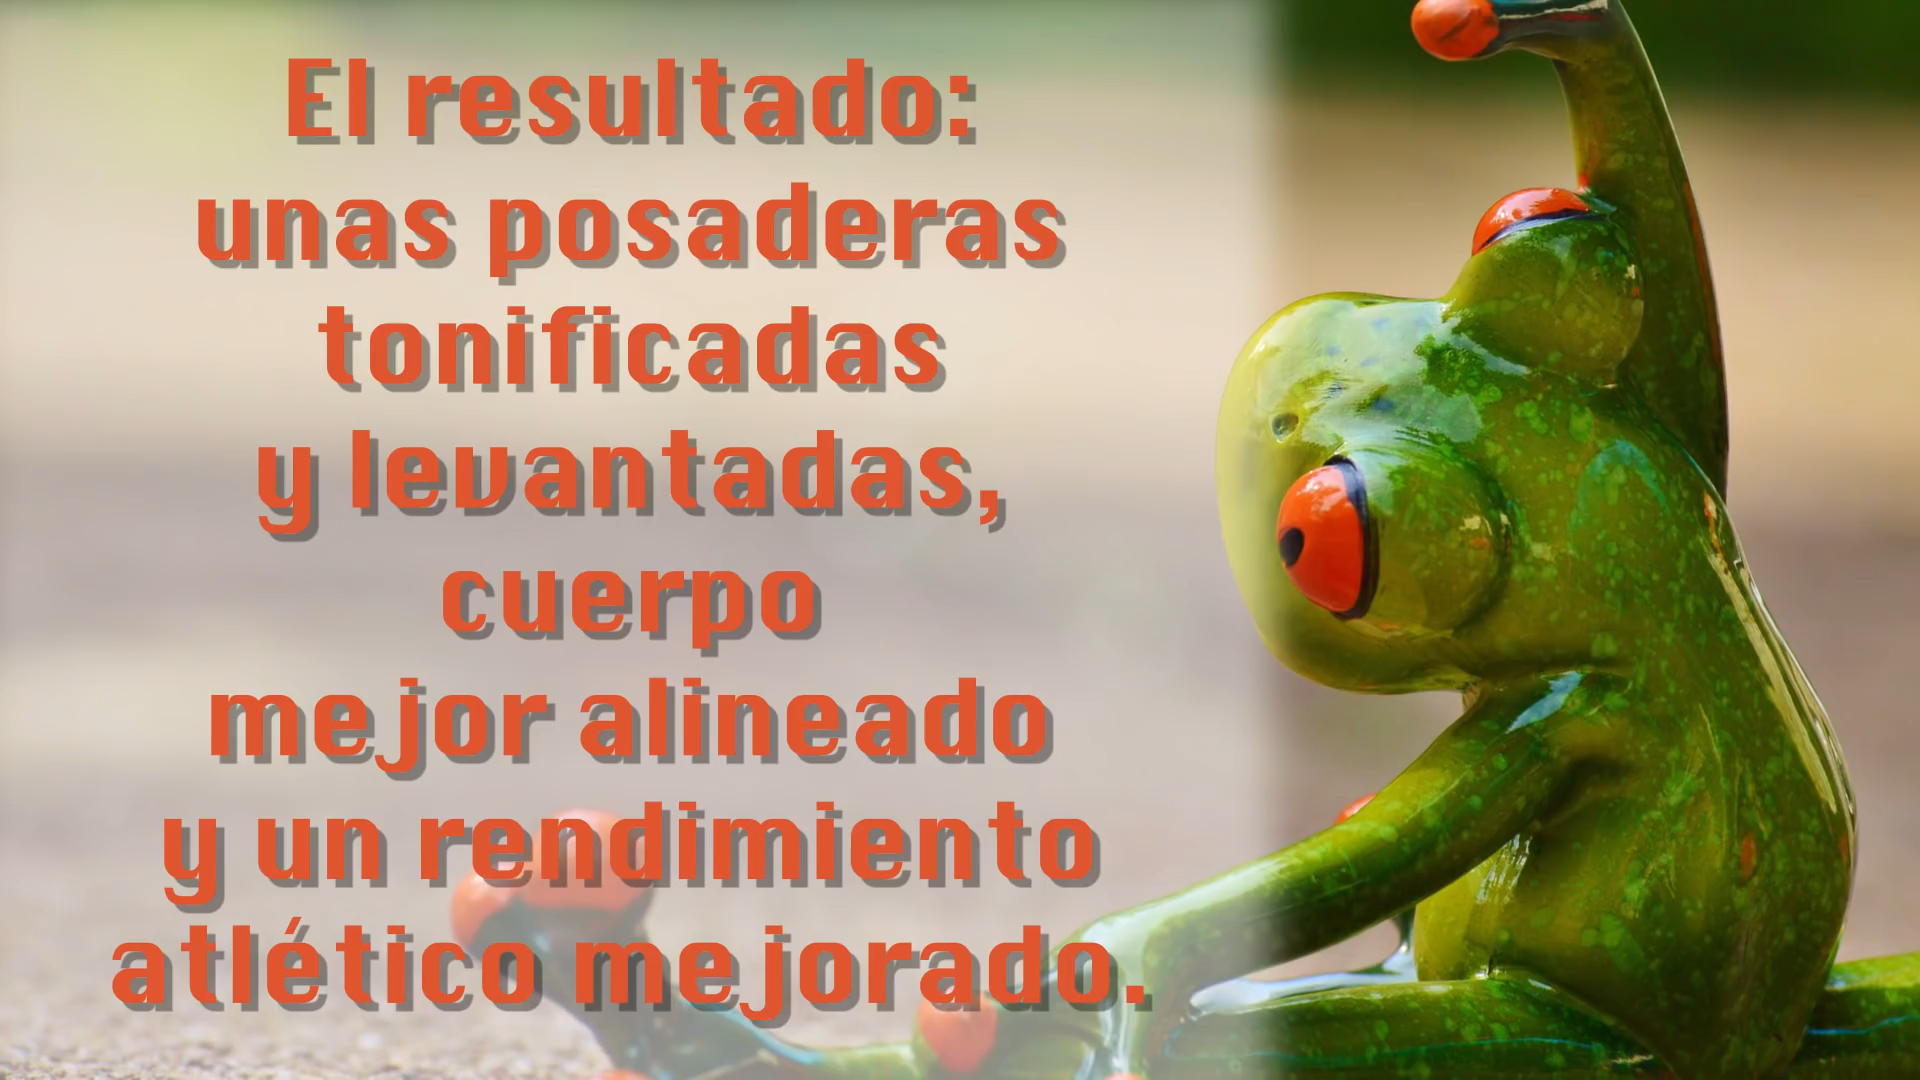 El resultado:
unas posaderas
tonificadas
y levantadas,
cuerpo
mejor alineado
y un rendimiento
atlético mejorado.